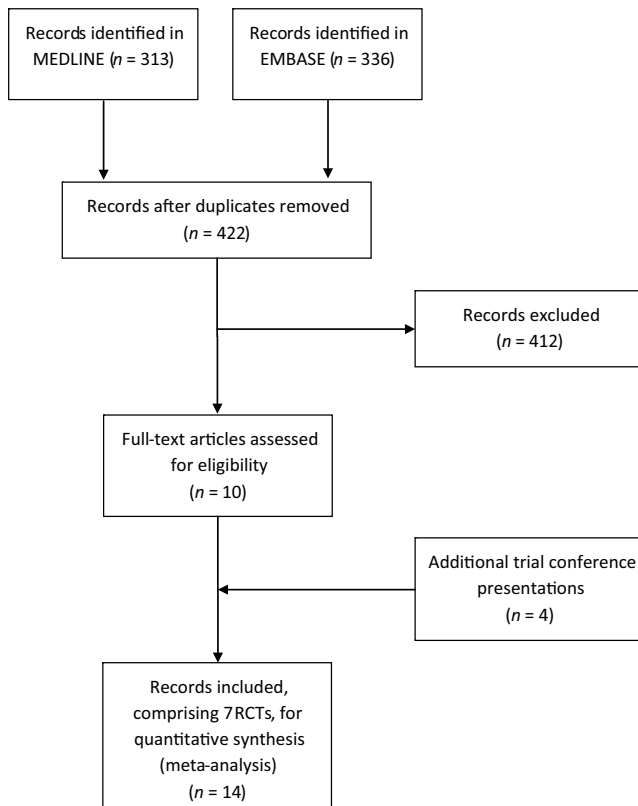 Records identified in
MEDLINE (n = 313)
Records identified in
EMBASE (n = 336)
Records after duplicates removed
(n = 422)
Records excluded
(n = 412)
Full-text articles assessed
for eligibility
(n = 10)
Additional trial conference
presentations
(n = 4)
Records included,
comprising 7 RCTs, for
quantitative synthesis
(meta-analysis)
(n = 14)